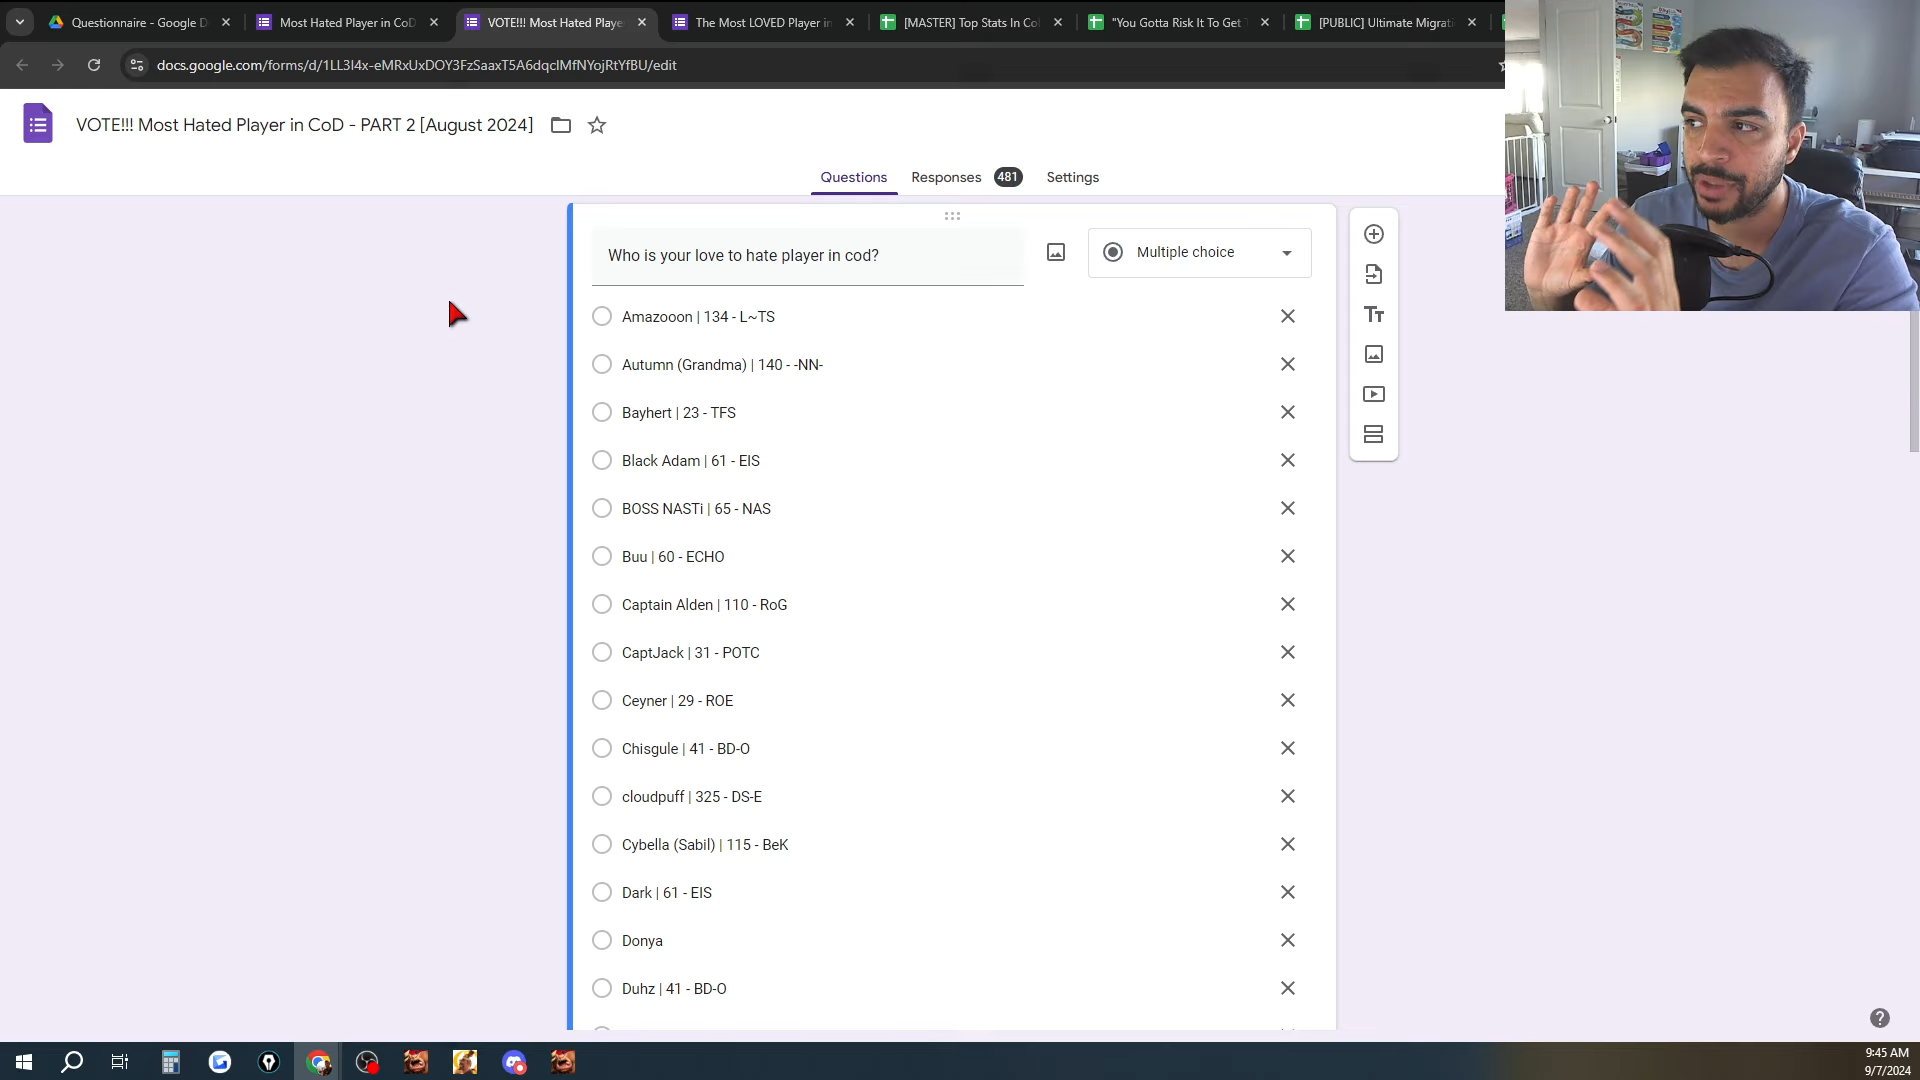 Questionnaire - Google D
Most Hated Player in CoD
VOTE!!! Most Hated Playe
The Most LOVED Player in
[MASTER] Top Stats In Co
"You Gotta Risk It To Get
[PUBLIC] Ultimate Migrati
docs.google.com/forms/d/1LL3I4x-eMRxUxDOY3FzSaaxT5A6dqclMfNYojRtYfBU/edit
VOTE!!! Most Hated Player in CoD - PART 2 [August 2024]
Questions
Responses 481
Settings
Who is your love to hate player in cod?
Multiple choice
Amazooon | 134 - L~TS
Autumn (Grandma) | 140 - -NN-
Bayhert | 23 - TFS
Black Adam | 61 - EIS
BOSS NASTi | 65 - NAS
Buu | 60 - ECHO
Captain Alden | 110 - RoG
CaptJack | 31 - POTC
Ceyner | 29 - ROE
Chisgule | 41 - BD-O
cloudpuff | 325 - DS-E
Cybella (Sabil) | 115 - BeK
Dark | 61 - EIS
Donya
Duhz | 41 - BD-O
9:45 AM
9/7/2024